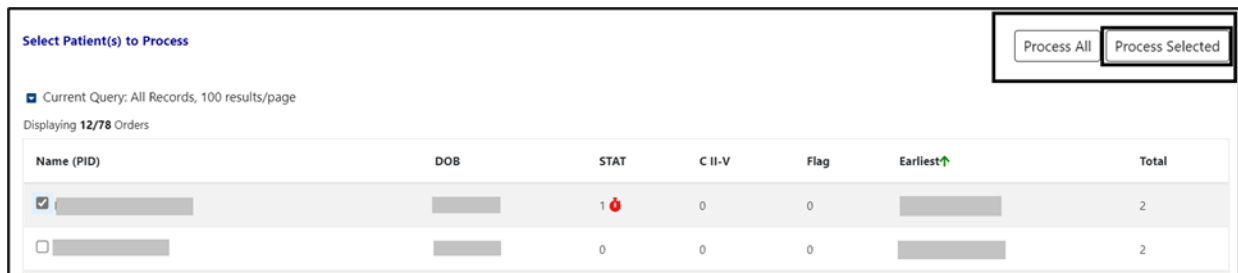 Select Patient(s) to Process
Process All Process Selected
Current Query: All Records, 100 results/page
Displaying 12/78 Orders
Name (PID) DOB STAT C II-V Flag Earliest Total
1 0 0 2
0 0 0 2